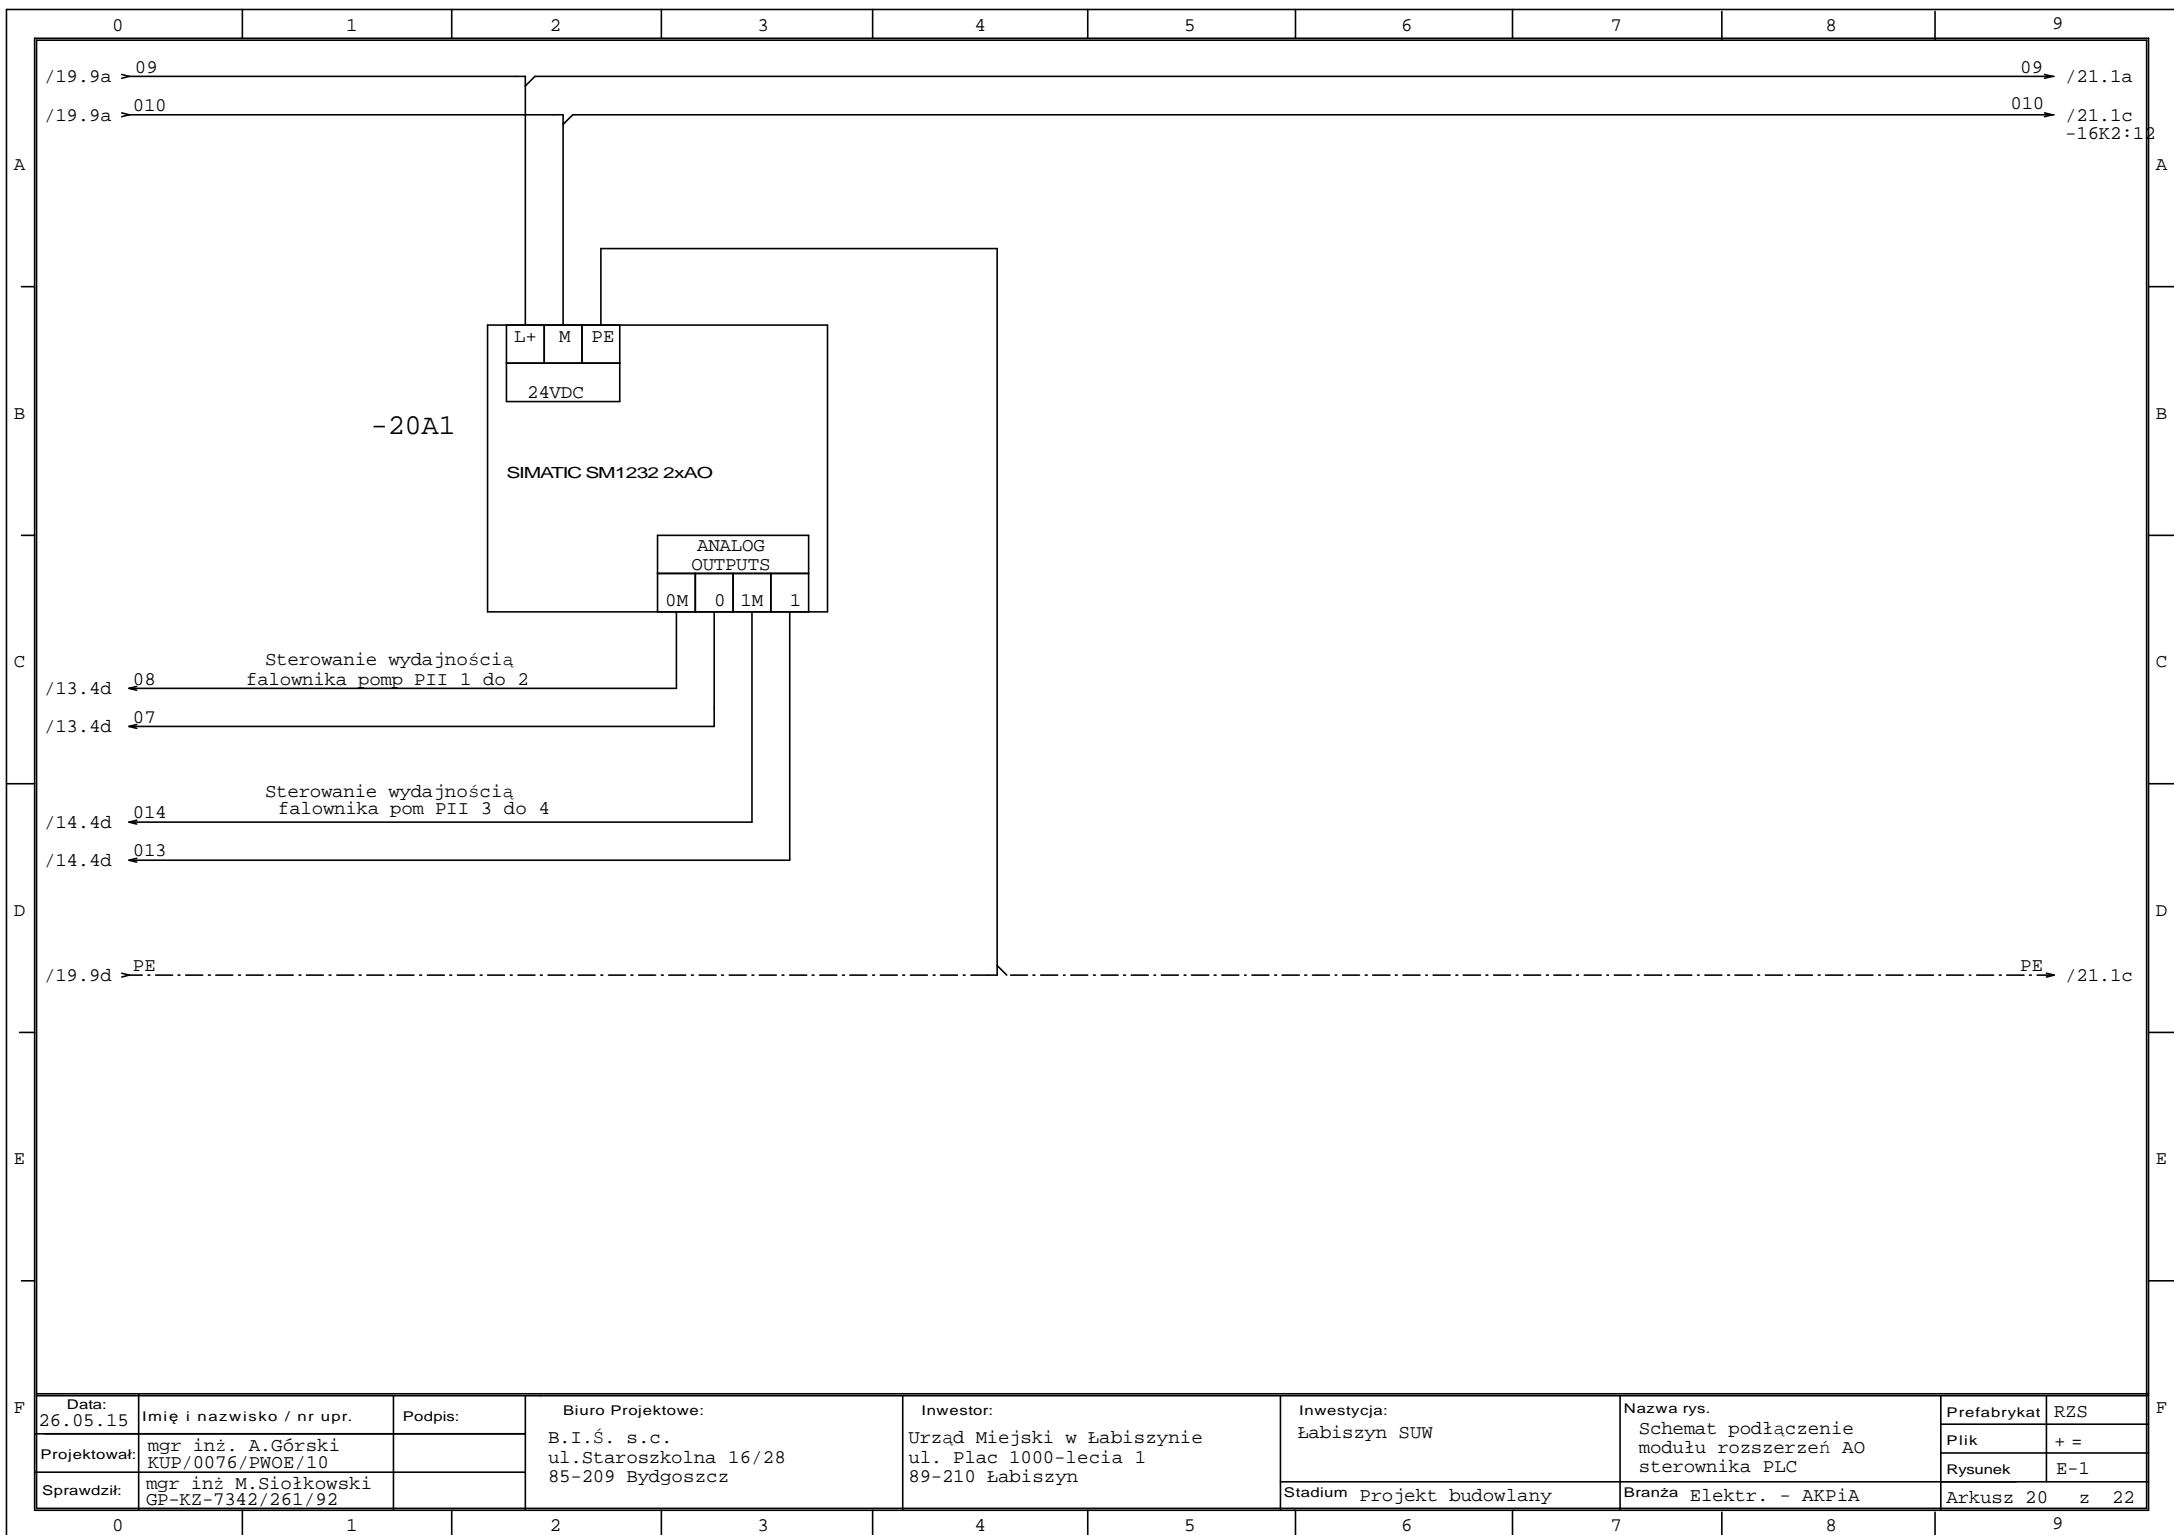 0 1 2 3 4 5 6 7 8 9
/19.9a 09 09 /21.1a
/19.9a 010 010 /21.1c
-16K2:12
A A
L+ M PE
24VDC
B B
-20A1
SIMATIC SM1232 2xAO
ANALOG
OUTPUTS
0M 0 1M 1
C C
Sterowanie wydajnością
falownika pomp PII 1 do 2
/13.4d 08
/13.4d 07
Sterowanie wydajnością
falownika pom PII 3 do 4
/14.4d 014
/14.4d 013
D D
/19.9d PE PE /21.1c
E E
F F
Data:
26.05.15
Imię i nazwisko / nr upr.
Podpis:
Projektował:
mgr inż. A.Górski
KUP/0076/PWOE/10
Sprawdził:
mgr inż M.Siołkowski
GP-KZ-7342/261/92
Biuro Projektowe:
B.I.Ś. s.c.
ul.Staroszkolna 16/28
85-209 Bydgoszcz
Inwestor:
Urząd Miejski w Łabiszynie
ul. Plac 1000-lecia 1
89-210 Łabiszyn
Inwestycja:
Łabiszyn SUW
Stadium Projekt budowlany
Nazwa rys.
Schemat podłączenie
modułu rozszerzeń AO
sterownika PLC
Branża Elektr. - AKPiA
Prefabrykat RZS
Plik + =
Rysunek E-1
Arkusz 20 z 22
0 1 2 3 4 5 6 7 8 9